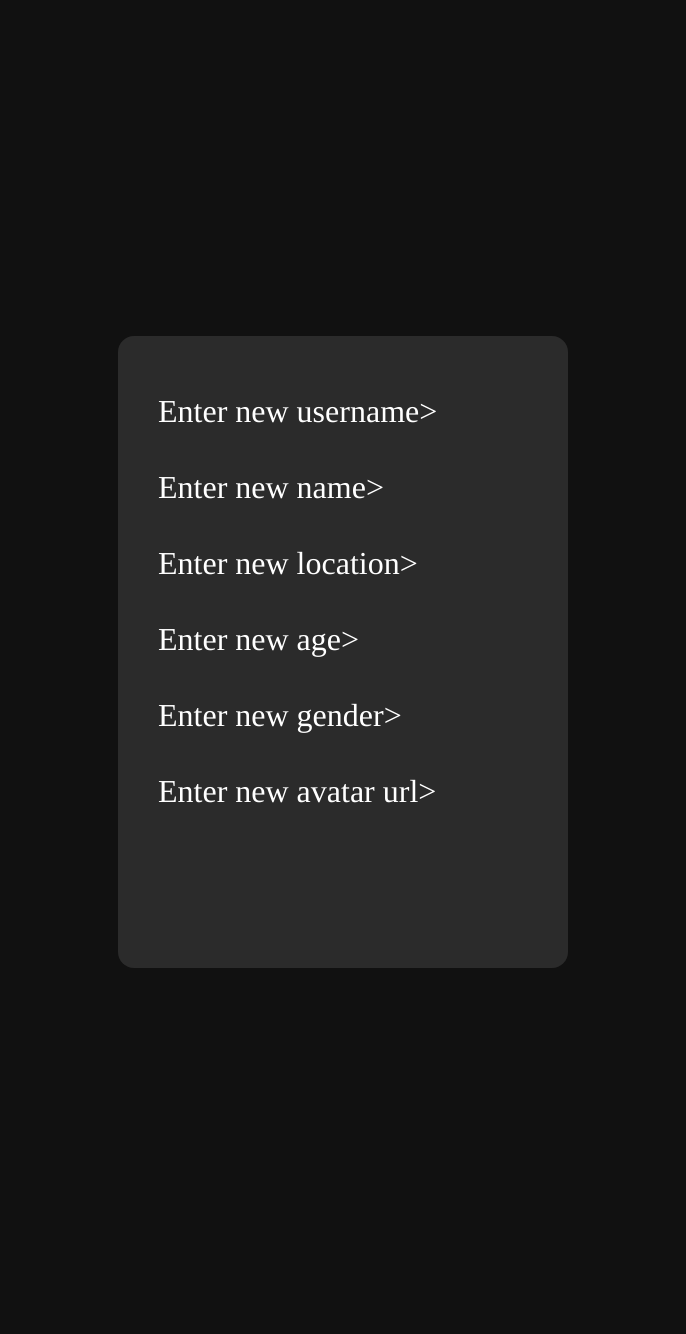 Enter new username>
Enter new name>
Enter new location>
Enter new age>
Enter new gender>
Enter new avatar url>